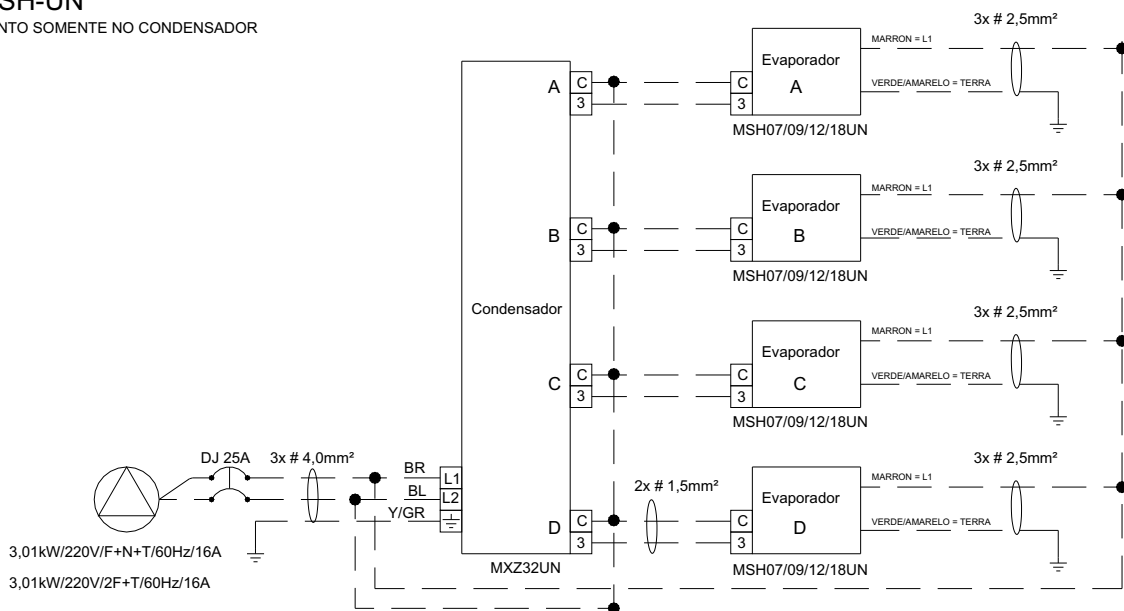 SH-UN
NTO SOMENTE NO CONDENSADOR
3x # 2,5mm²
MARRON = L1
Evaporador
A
C
3
A
C
3
VERDE/AMARELO = TERRA
MSH07/09/12/18UN
3x # 2,5mm²
MARRON = L1
Evaporador
B
C
3
B
C
3
VERDE/AMARELO = TERRA
MSH07/09/12/18UN
Condensador
3x # 2,5mm²
MARRON = L1
Evaporador
C
C
3
C
C
3
VERDE/AMARELO = TERRA
MSH07/09/12/18UN
DJ 25A
3x # 4,0mm²
BR
L1
BL
L2
Y/GR
3x # 2,5mm²
MARRON = L1
2x # 1,5mm²
Evaporador
D
C
3
D
C
3
VERDE/AMARELO = TERRA
MXZ32UN
MSH07/09/12/18UN
3,01kW/220V/F+N+T/60Hz/16A
3,01kW/220V/2F+T/60Hz/16A